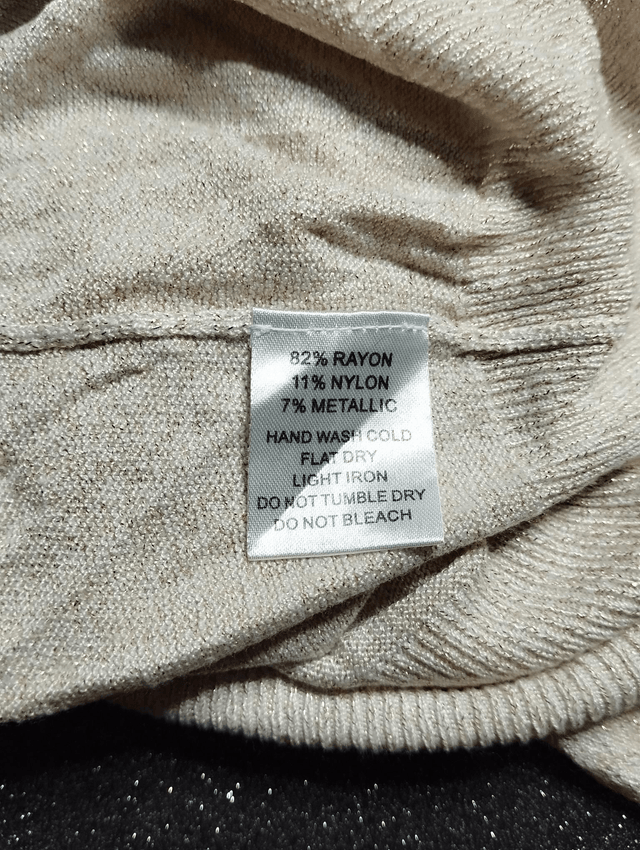 82% RAYON
11% NYLON
7% METALLIC
HAND WASH COLD
FLAT DRY
LIGHT IRON
DO NOT TUMBLE DRY
DO NOT BLEACH